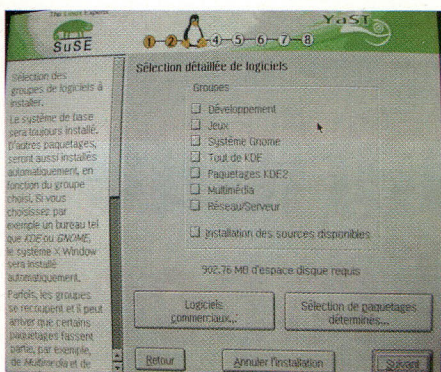 The Linux Experts
SuSE
YaST
1-2 4-5-6-7-8
Sélection des
groupes de logiciels à
installer.
Le système de base
sera toujours installé.
D'autres paquetages,
seront aussi installés
automatiquement, en
fonction du groupe
choisi. Si vous
choisissez par
exemple un bureau tel
que KDE ou GNOME,
le système X Window
sera installé
automatiquement.
Parfois, les groupes
se recoupent et il peut
arriver que certains
paquetages fassent
partie, par exemple,
de Multimedia et de
Sélection détaillée de logiciels
Groupes
Développement
Jeux
Système Gnome
Tout de KDE
Paquetages KDE2
Multimédia
Réseau/Serveur
Installation des sources disponibles
902.76 MB d'espace disque requis
Logiciels
commerciaux...
Sélection de paquetages
déterminés...
Retour
Annuler l'installation
Suivant